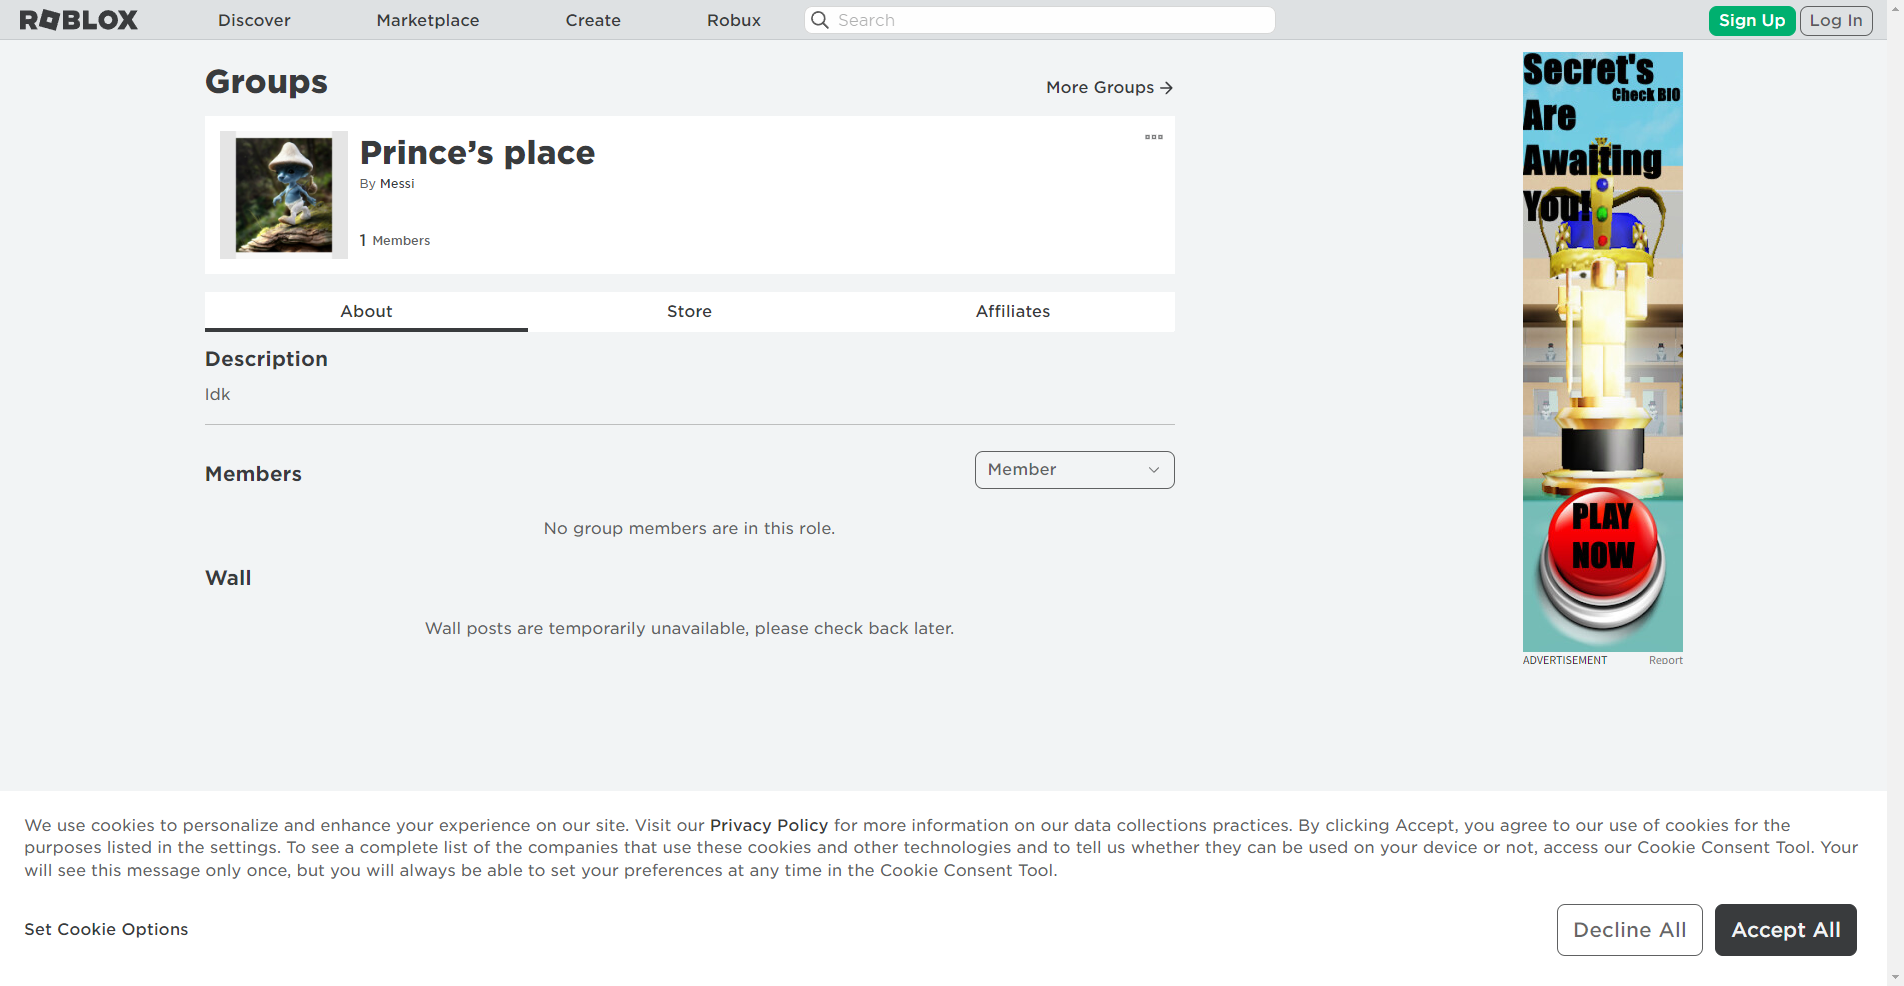 ROBLOX
Discover
Marketplace
Create
Robux
Search
Sign Up
Log In
Groups
More Groups →
Prince’s place
By Messi
1 Members
About
Store
Affiliates
Description
Idk
Members
Member
No group members are in this role.
Wall
Wall posts are temporarily unavailable, please check back later.
Secret's
Check BIO
Are
Awaiting
You!
PLAY
NOW
ADVERTISEMENT
Report
We use cookies to personalize and enhance your experience on our site. Visit our Privacy Policy for more information on our data collections practices. By clicking Accept, you agree to our use of cookies for the
purposes listed in the settings. To see a complete list of the companies that use these cookies and other technologies and to tell us whether they can be used on your device or not, access our Cookie Consent Tool. Your
will see this message only once, but you will always be able to set your preferences at any time in the Cookie Consent Tool.
Set Cookie Options
Decline All
Accept All